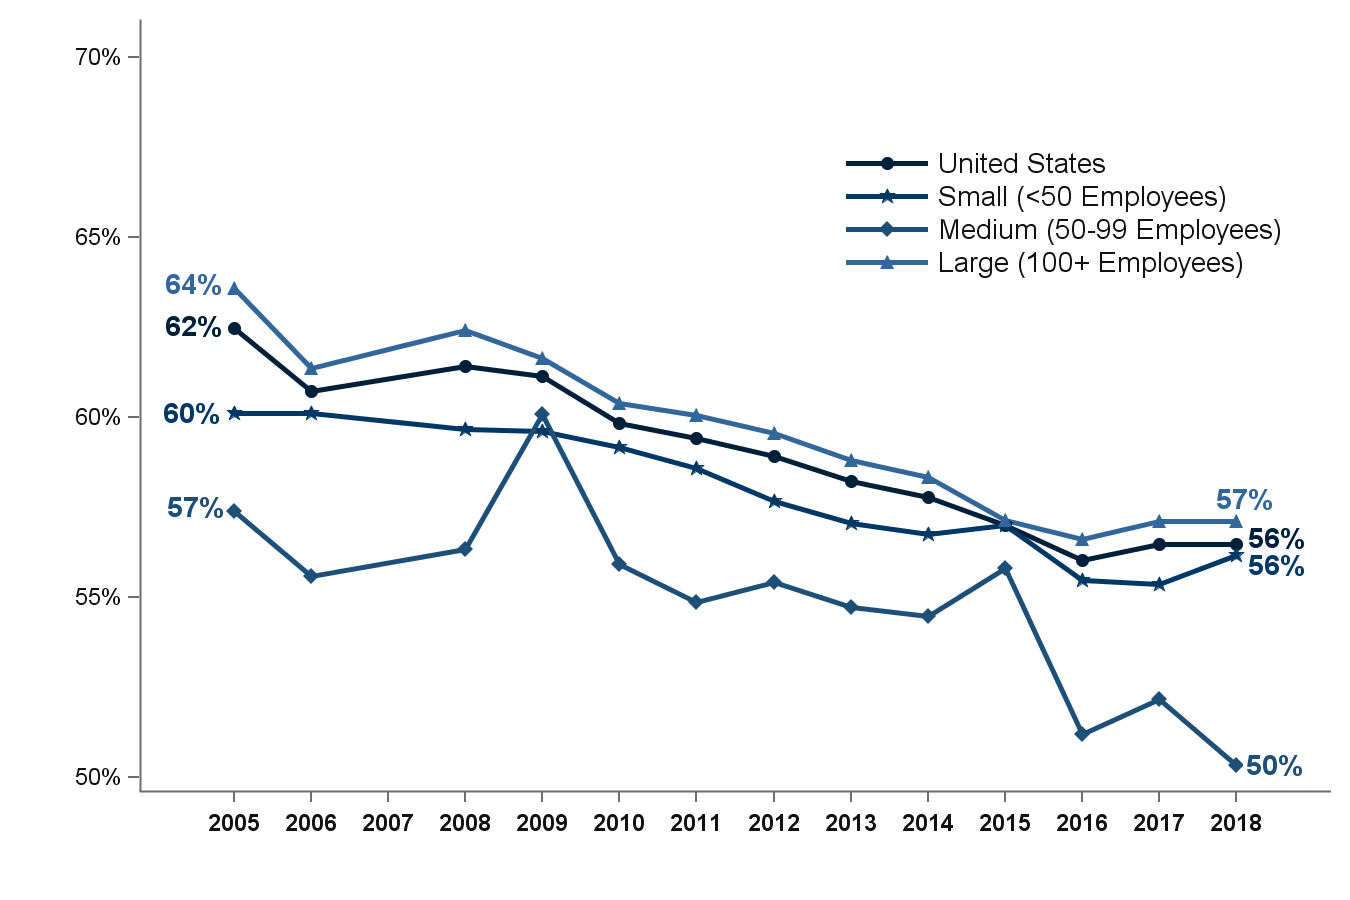 70%
United States
Small (<50 Employees)
65%
Medium (50-99 Employees)
Large (100+ Employees)
64%
62%
60%
60%
57%
57%
56%
56%
55%
50%
50%
2005 2006 2007 2008 2009 2010 2011 2012 2013 2014 2015 2016 2017 2018